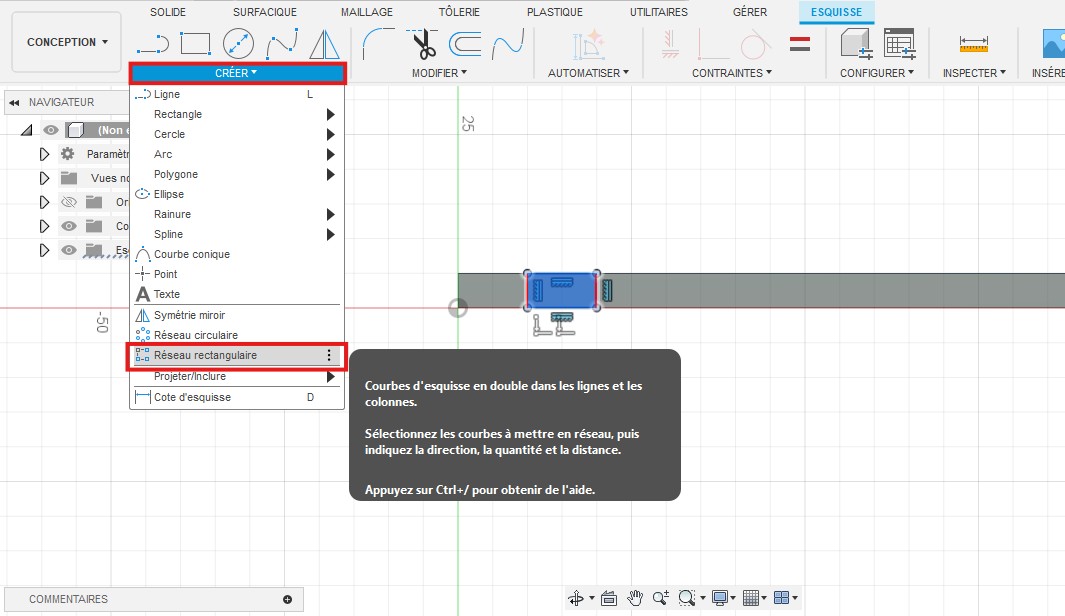 SOLIDE SURFACIQUE MAILLAGE TÔLERIE PLASTIQUE UTILITAIRES GÉRER ESQUISSE
CONCEPTION
CRÉER MODIFIER AUTOMATISER CONTRAINTES CONFIGURER INSPECTER INSÉRE
NAVIGATEUR
(Non e
Paramètr
Vues no
Or
Co
Es
Ligne L
Rectangle
Cercle
Arc
Polygone
Ellipse
Rainure
Spline
Courbe conique
Point
Texte
Symétrie miroir
Réseau circulaire
Réseau rectangulaire
Projeter/Inclure
Cote d'esquisse D
25
-50
Courbes d'esquisse en double dans les lignes et les
colonnes.
Sélectionnez les courbes à mettre en réseau, puis
indiquez la direction, la quantité et la distance.
Appuyez sur Ctrl+/ pour obtenir de l'aide.
COMMENTAIRES